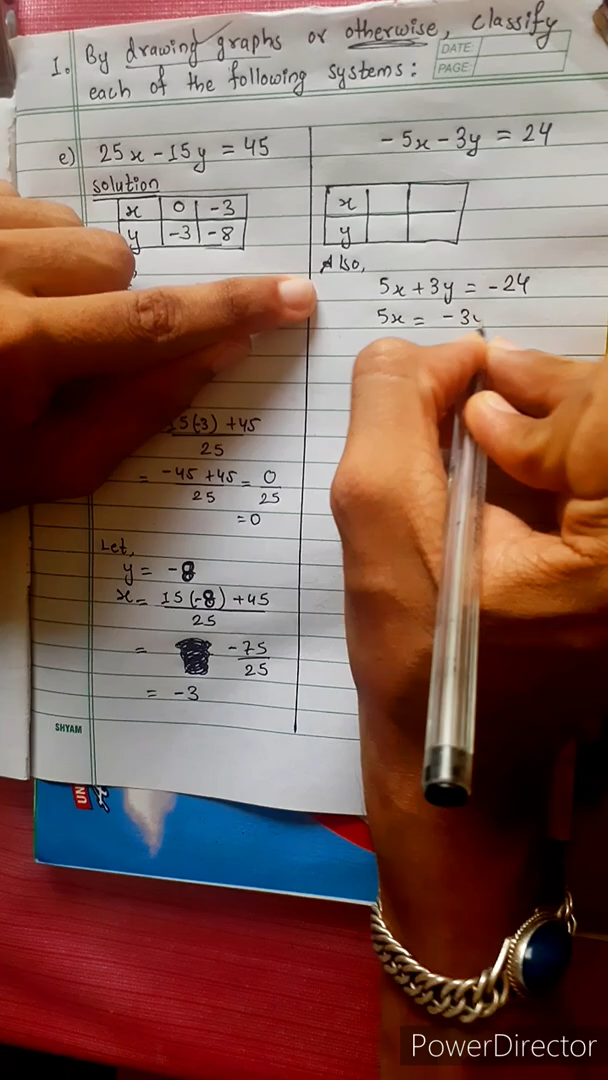 1. By drawing graphs or otherwise, classify
each of the following systems:
DATE:
PAGE:
e) 25x - 15y = 45
solution
x 0 -3
y -3 -8
15(-3) + 45
25
= -45 + 45 = 0
25 25
= 0
Let,
y = -8
x = 15(-8) + 45
25
= -75
25
= -3
SHYAM
-5x - 3y = 24
x
y
Also,
5x + 3y = -24
5x = -3y
UN
PowerDirector